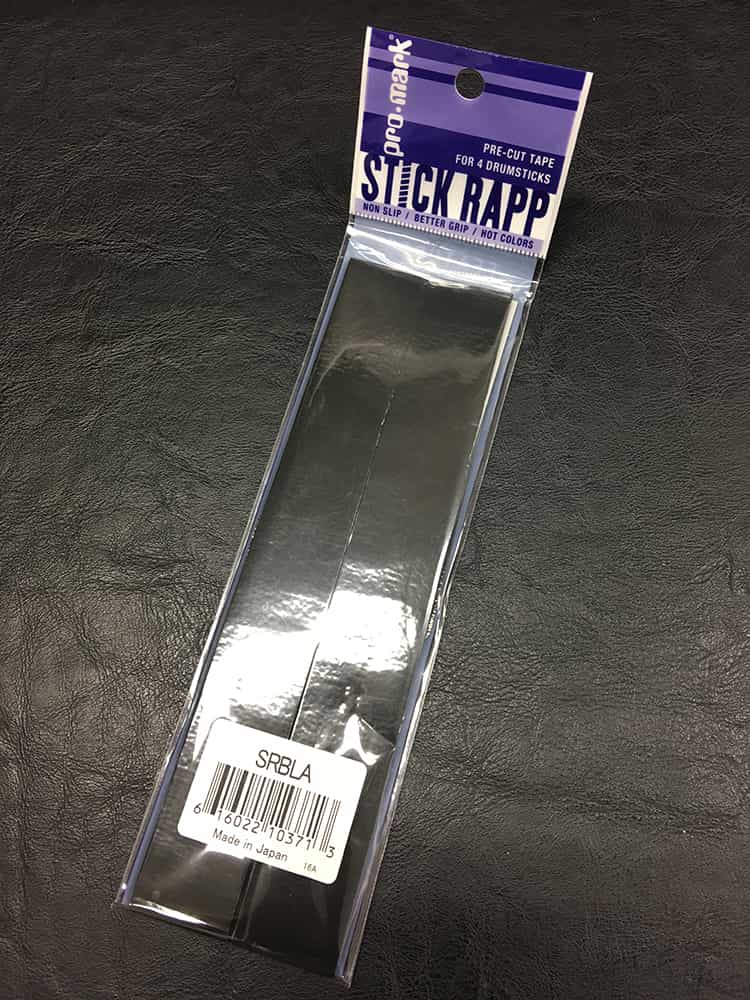 pro·mark®
PRE-CUT TAPE
FOR 4 DRUMSTICKS
STICK RAPP
NON SLIP / BETTER GRIP / HOT COLORS
SRBLA
6 16022 10371 3
Made in Japan
16A